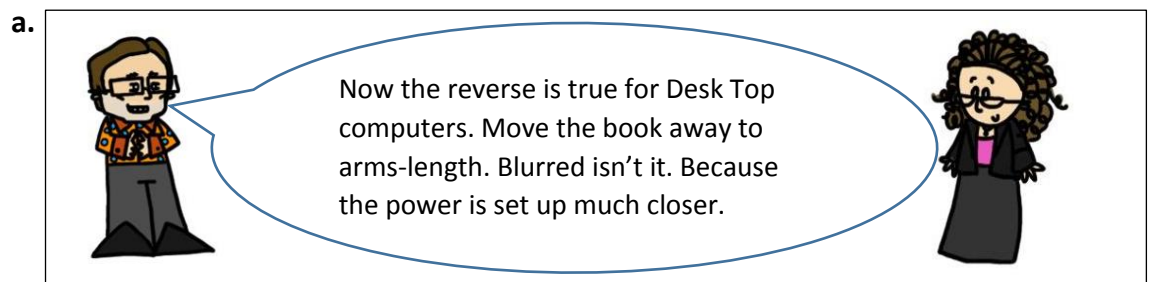 a.
Now the reverse is true for Desk Top
computers. Move the book away to
arms-length. Blurred isn’t it. Because
the power is set up much closer.